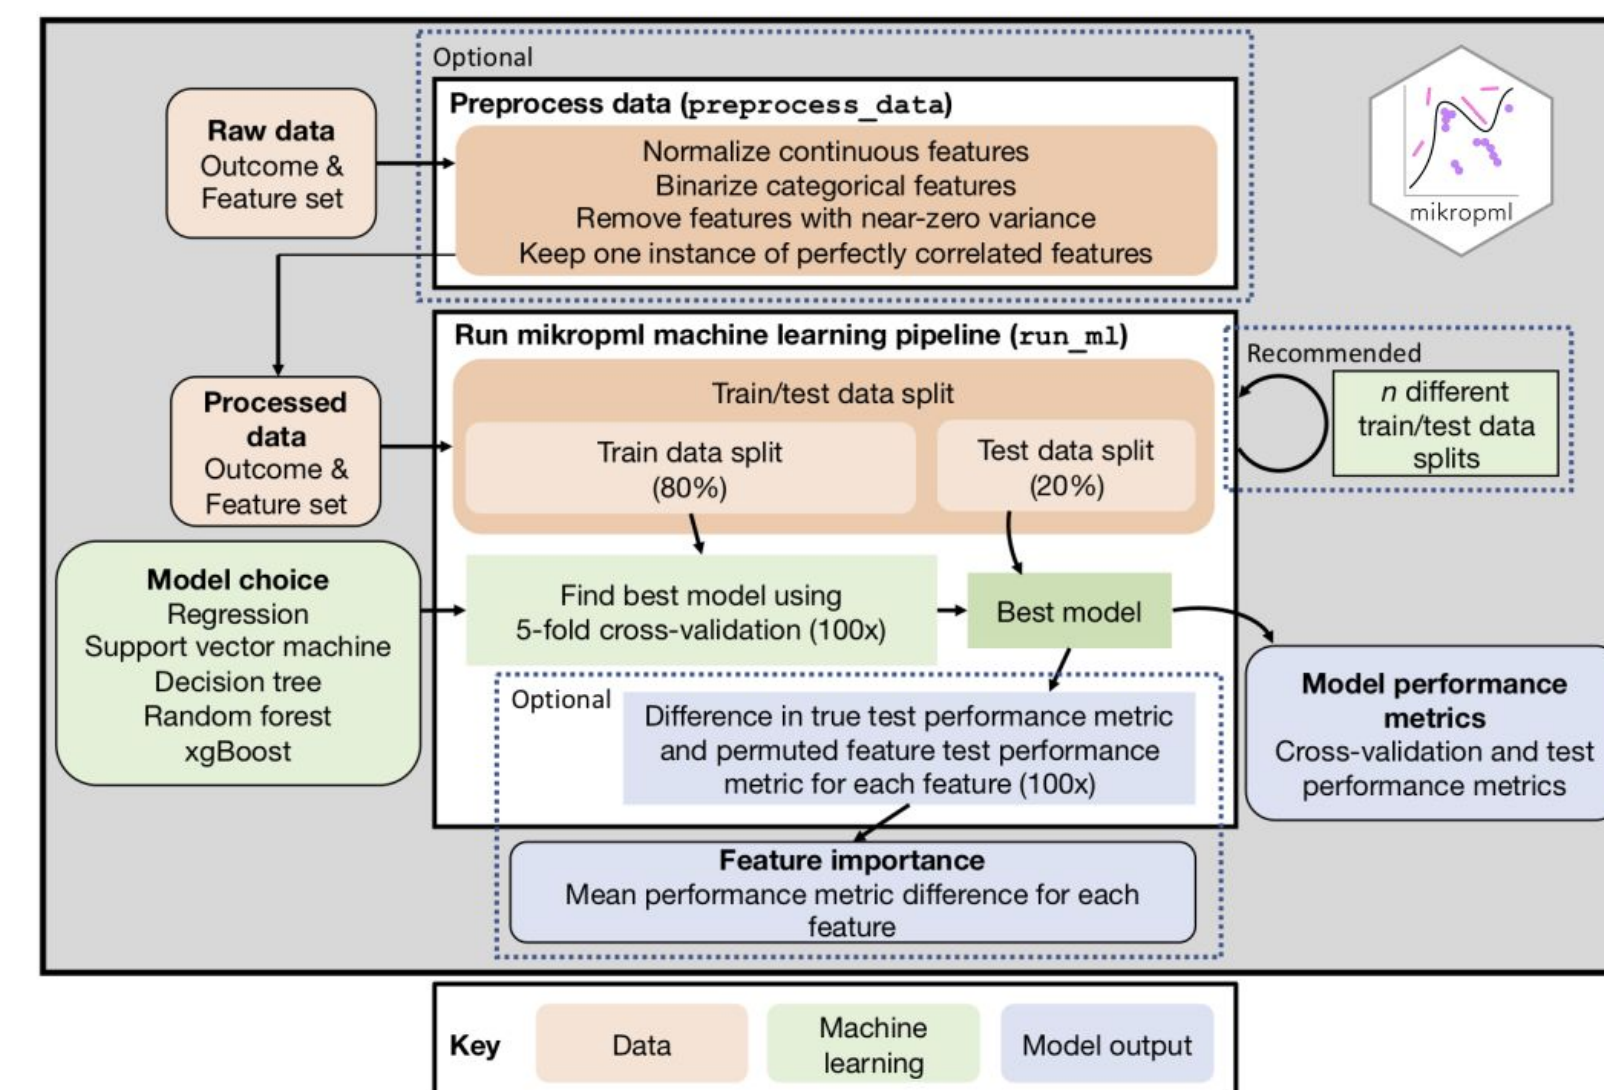 Optional
Preprocess data (preprocess_data)
Raw data
Outcome &
Feature set
Normalize continuous features
Binarize categorical features
Remove features with near-zero variance
Keep one instance of perfectly correlated features
mikropml
Run mikropml machine learning pipeline (run_ml)
Recommended
n different
train/test data
splits
Train/test data split
Processed
data
Outcome &
Feature set
Train data split
(80%)
Test data split
(20%)
Model choice
Regression
Support vector machine
Decision tree
Random forest
xgBoost
Find best model using
5-fold cross-validation (100x)
Best model
Model performance
metrics
Cross-validation and test
performance metrics
Optional
Difference in true test performance metric
and permuted feature test performance
metric for each feature (100x)
Feature importance
Mean performance metric difference for each
feature
Key
Data
Machine
learning
Model output